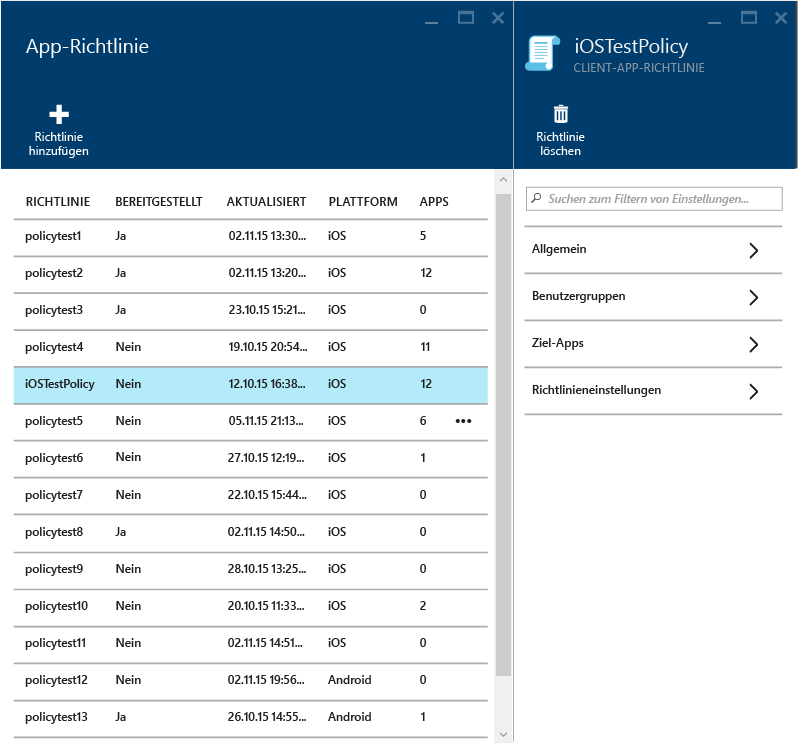 App-Richtlinie
Richtlinie
hinzufügen
RICHTLINIE BEREITGESTELLT AKTUALISIERT PLATTFORM APPS
policytest1 Ja 02.11.15 13:30... iOS 5
policytest2 Ja 02.11.15 13:20... iOS 12
policytest3 Ja 23.10.15 15:21... iOS 0
policytest4 Nein 19.10.15 20:54... iOS 11
iOSTestPolicy Nein 12.10.15 16:38... iOS 12
policytest5 Nein 05.11.15 21:13... iOS 6 •••
policytest6 Nein 27.10.15 12:19... iOS 1
policytest7 Nein 22.10.15 15:44... iOS 0
policytest8 Ja 02.11.15 14:50... iOS 0
policytest9 Nein 28.10.15 13:25... iOS 0
policytest10 Nein 20.10.15 11:33... iOS 2
policytest11 Nein 02.11.15 14:51... iOS 0
policytest12 Nein 02.11.15 19:56... Android 0
policytest13 Ja 26.10.15 14:55... Android 1
iOSTestPolicy
CLIENT-APP-RICHTLINIE
Richtlinie
löschen
Suchen zum Filtern von Einstellungen...
Allgemein
Benutzergruppen
Ziel-Apps
Richtlinieneinstellungen